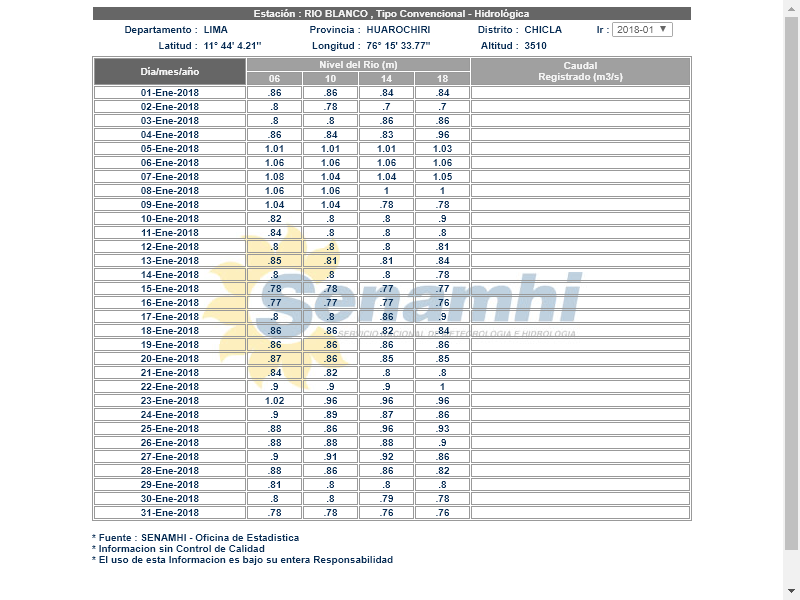 Estación : RIO BLANCO , Tipo Convencional - Hidrológica
Departamento : LIMA Provincia : HUAROCHIRI Distrito : CHICLA Ir : 2018-01
Latitud : 11° 44' 4.21" Longitud : 76° 15' 33.77" Altitud : 3510
Día/mes/año Nivel del Rio (m) Caudal Registrado (m3/s)
06 10 14 18
01-Ene-2018 .86 .86 .84 .84
02-Ene-2018 .8 .78 .7 .7
03-Ene-2018 .8 .8 .86 .86
04-Ene-2018 .86 .84 .83 .96
05-Ene-2018 1.01 1.01 1.01 1.03
06-Ene-2018 1.06 1.06 1.06 1.06
07-Ene-2018 1.08 1.04 1.04 1.05
08-Ene-2018 1.06 1.06 1 1
09-Ene-2018 1.04 1.04 .78 .78
10-Ene-2018 .82 .8 .8 .9
11-Ene-2018 .84 .8 .8 .8
12-Ene-2018 .8 .8 .8 .81
13-Ene-2018 .85 .81 .81 .84
14-Ene-2018 .8 .8 .8 .78
15-Ene-2018 .78 .78 .77 .77
16-Ene-2018 .77 .77 .77 .76
17-Ene-2018 .8 .8 .86 .9
18-Ene-2018 .86 .86 .82 .84
19-Ene-2018 .86 .86 .86 .86
20-Ene-2018 .87 .86 .85 .85
21-Ene-2018 .84 .82 .8 .8
22-Ene-2018 .9 .9 .9 1
23-Ene-2018 1.02 .96 .96 .96
24-Ene-2018 .9 .89 .87 .86
25-Ene-2018 .88 .86 .96 .93
26-Ene-2018 .88 .88 .88 .9
27-Ene-2018 .9 .91 .92 .86
28-Ene-2018 .88 .86 .86 .82
29-Ene-2018 .81 .8 .8 .8
30-Ene-2018 .8 .8 .79 .78
31-Ene-2018 .78 .78 .76 .76
Senamhi
SERVICIO NACIONAL DE METEOROLOGIA E HIDROLOGIA
* Fuente : SENAMHI - Oficina de Estadistica
* Informacion sin Control de Calidad
* El uso de esta Informacion es bajo su entera Responsabilidad